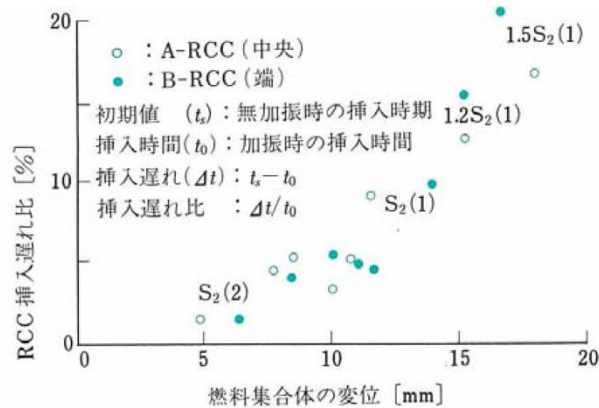 20
10
0
RCC 挿入遅れ比 [%]
○ : A-RCC (中央)
● : B-RCC (端)
初期値 (tₛ) : 無加振時の挿入時期
挿入時間(t₀) : 加振時の挿入時間
挿入遅れ(Δt) : tₛ−t₀
挿入遅れ比 : Δt/t₀
1.5S₂(1)
1.2S₂(1)
S₂(1)
S₂(2)
0 5 10 15 20
燃料集合体の変位 [mm]